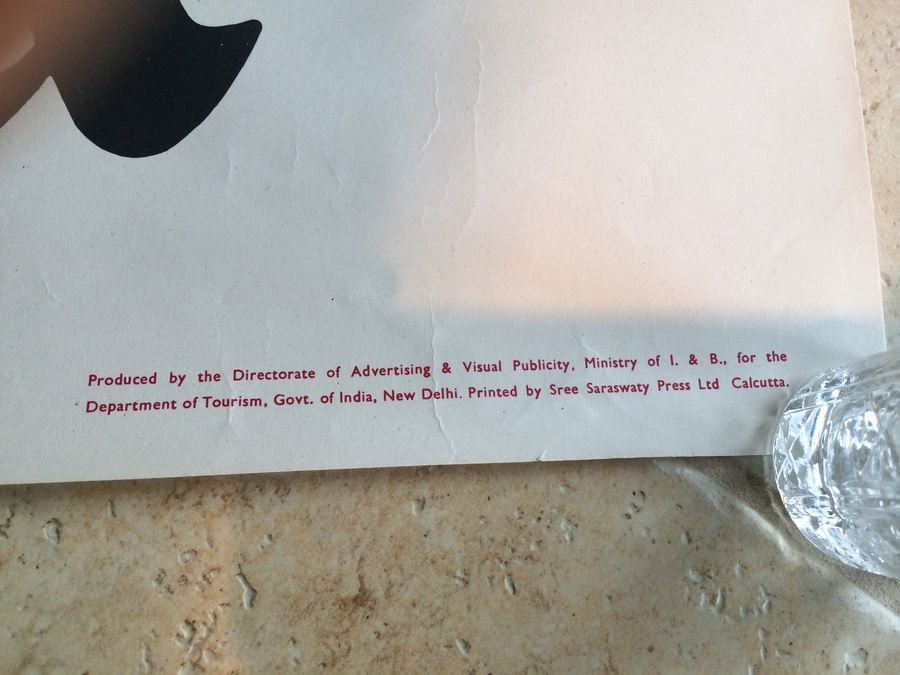 Produced by the Directorate of Advertising & Visual Publicity, Ministry of I. & B., for the
Department of Tourism, Govt. of India, New Delhi. Printed by Sree Saraswaty Press Ltd Calcutta.